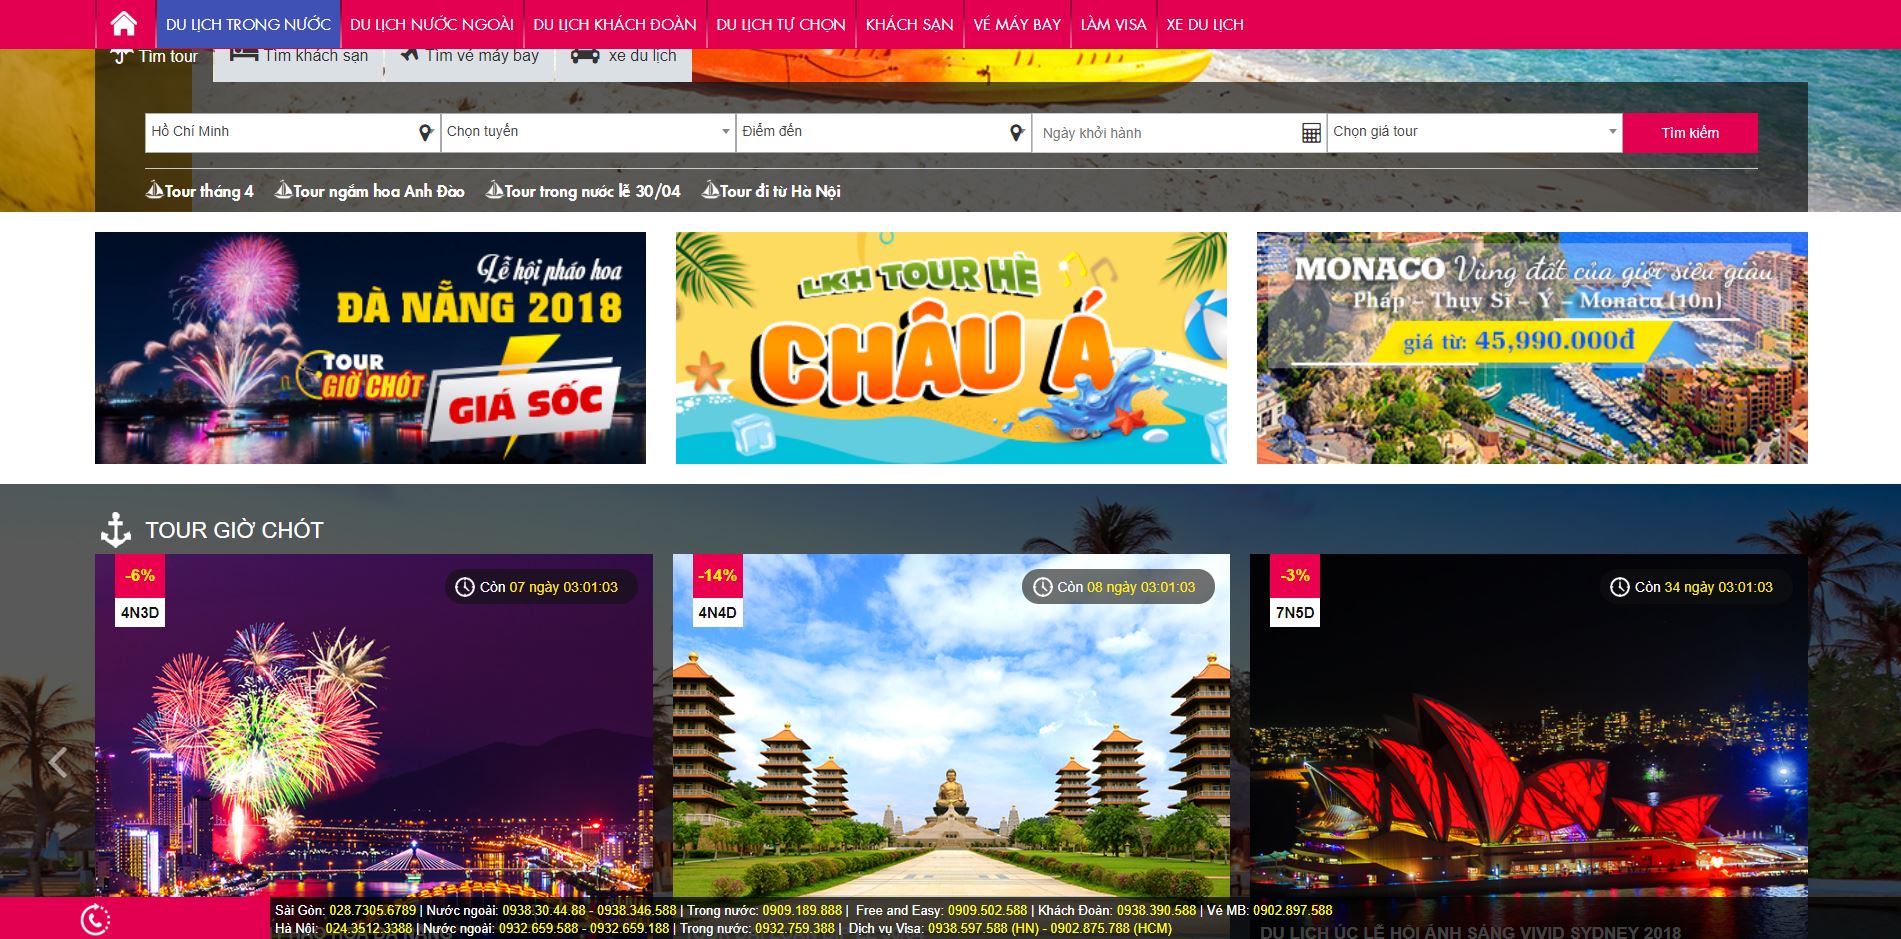 DU LỊCH TRONG NƯỚC DU LỊCH NƯỚC NGOÀI DU LỊCH KHÁCH ĐOÀN DU LỊCH TỰ CHỌN KHÁCH SẠN VÉ MÁY BAY LÀM VISA XE DU LỊCH
Tìm tour Tìm khách sạn Tìm vé máy bay xe du lịch
Hồ Chí Minh Chọn tuyến Điểm đến Ngày khởi hành Chọn giá tour Tìm kiếm
Tour tháng 4 Tour ngắm hoa Anh Đào Tour trong nước lễ 30/04 Tour đi từ Hà Nội
Lễ hội pháo hoa
ĐÀ NẴNG 2018
TOUR
GIỜ CHÓT
GIÁ SỐC
LKH TOUR HÈ
CHÂU Á
MONACO Vùng đất của giới siêu giàu
Pháp – Thụy Sĩ – Ý – Monaco (10n)
giá từ: 45,990.000đ
TOUR GIỜ CHÓT
-6%
4N3D
Còn 07 ngày 03:01:03
-14%
4N4D
Còn 08 ngày 03:01:03
-3%
7N5D
Còn 34 ngày 03:01:03
Sài Gòn: 028.7305.6789 | Nước ngoài: 0938.30.44.88 - 0938.346.588 | Trong nước: 0909.189.888 | Free and Easy: 0909.502.588 | Khách Đoàn: 0938.390.588 | Vé MB: 0902.897.588
Hà Nội: 024.3512.3388 | Nước ngoài: 0932.659.588 - 0932.659.188 | Trong nước: 0932.759.388 | Dịch vụ Visa: 0938.597.588 (HN) - 0902.875.788 (HCM)
DU LỊCH ÚC LỄ HỘI ÁNH SÁNG VIVID SYDNEY 2018